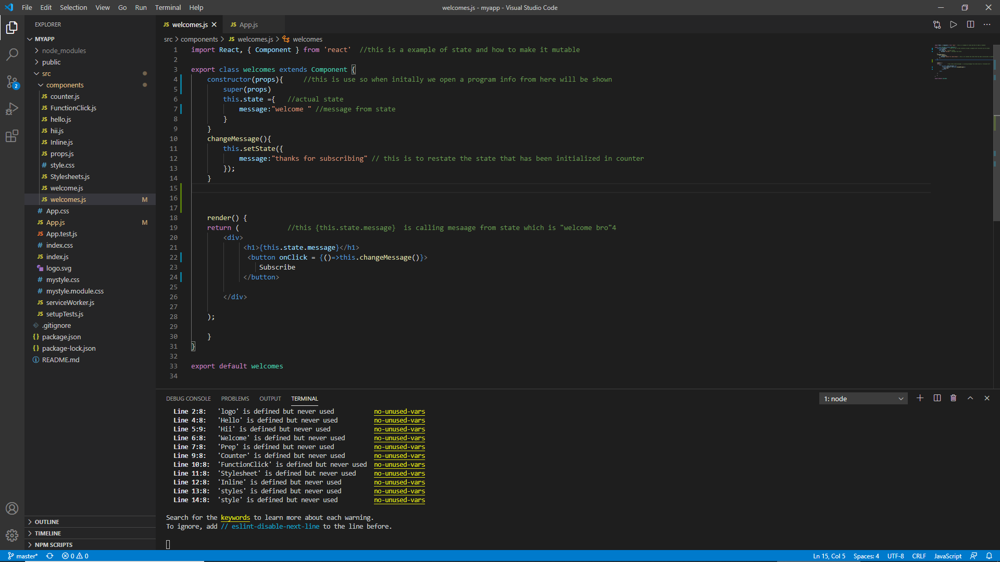 File Edit Selection View Go Run Terminal Help
welcomes.js - myapp - Visual Studio Code
EXPLORER
MYAPP
node_modules
public
src
components
JS counter.js
JS FunctionClick.js
JS hello.js
JS hii.js
JS Inline.js
JS props.js
# style.css
JS Stylesheets.js
JS welcome.js
JS welcomes.js M
# App.css
JS App.js M
JS App.test.js
# index.css
JS index.js
logo.svg
# mystyle.css
# mystyle.module.css
JS serviceWorker.js
JS setupTests.js
.gitignore
{} package.json
{} package-lock.json
README.md
OUTLINE
TIMELINE
NPM SCRIPTS
2
JS welcomes.js
JS App.js
src > components > JS welcomes.js > welcomes
1 import React, { Component } from 'react'  //this is a example of state and how to make it mutable
2
3 export class welcomes extends Component {
4 constructor(props){     //this is use so when initally we open a program info from here will be shown
5 super(props)
6 this.state ={   //actual state
7 message:"welcome " //message from state
8 }
9 }
10 changeMessage(){
11 this.setState({
12 message:"thanks for subscribing" // this is to restate the state that has been initialized in counter
13 });
14 }
15
16
17
18 render() {
19 return (            //this {this.state.message}  is calling mesaage from state which is "welcome bro"4
20 <div>
21 <h1>{this.state.message}</h1>
22 <button onClick = {()=>this.changeMessage()}>
23 Subscribe
24 </button>
25
26 </div>
27
28 );
29
30 }
31 }
32
33 export default welcomes
34
DEBUG CONSOLE PROBLEMS OUTPUT TERMINAL
1: node
Line 2:8:   'logo' is defined but never used   no-unused-vars
Line 4:8:   'Hello' is defined but never used   no-unused-vars
Line 5:9:   'Hii' is defined but never used   no-unused-vars
Line 6:8:   'Welcome' is defined but never used   no-unused-vars
Line 7:8:   'Prep' is defined but never used   no-unused-vars
Line 9:8:   'Counter' is defined but never used   no-unused-vars
Line 10:8:  'FunctionClick' is defined but never used   no-unused-vars
Line 11:8:  'Stylesheet' is defined but never used   no-unused-vars
Line 12:8:  'Inline' is defined but never used   no-unused-vars
Line 13:8:  'styles' is defined but never used   no-unused-vars
Line 14:8:  'style' is defined but never used   no-unused-vars
Search for the keywords to learn more about each warning.
To ignore, add // eslint-disable-next-line to the line before.
master* 0 0
Ln 15, Col 5 Spaces: 4 UTF-8 CRLF JavaScript